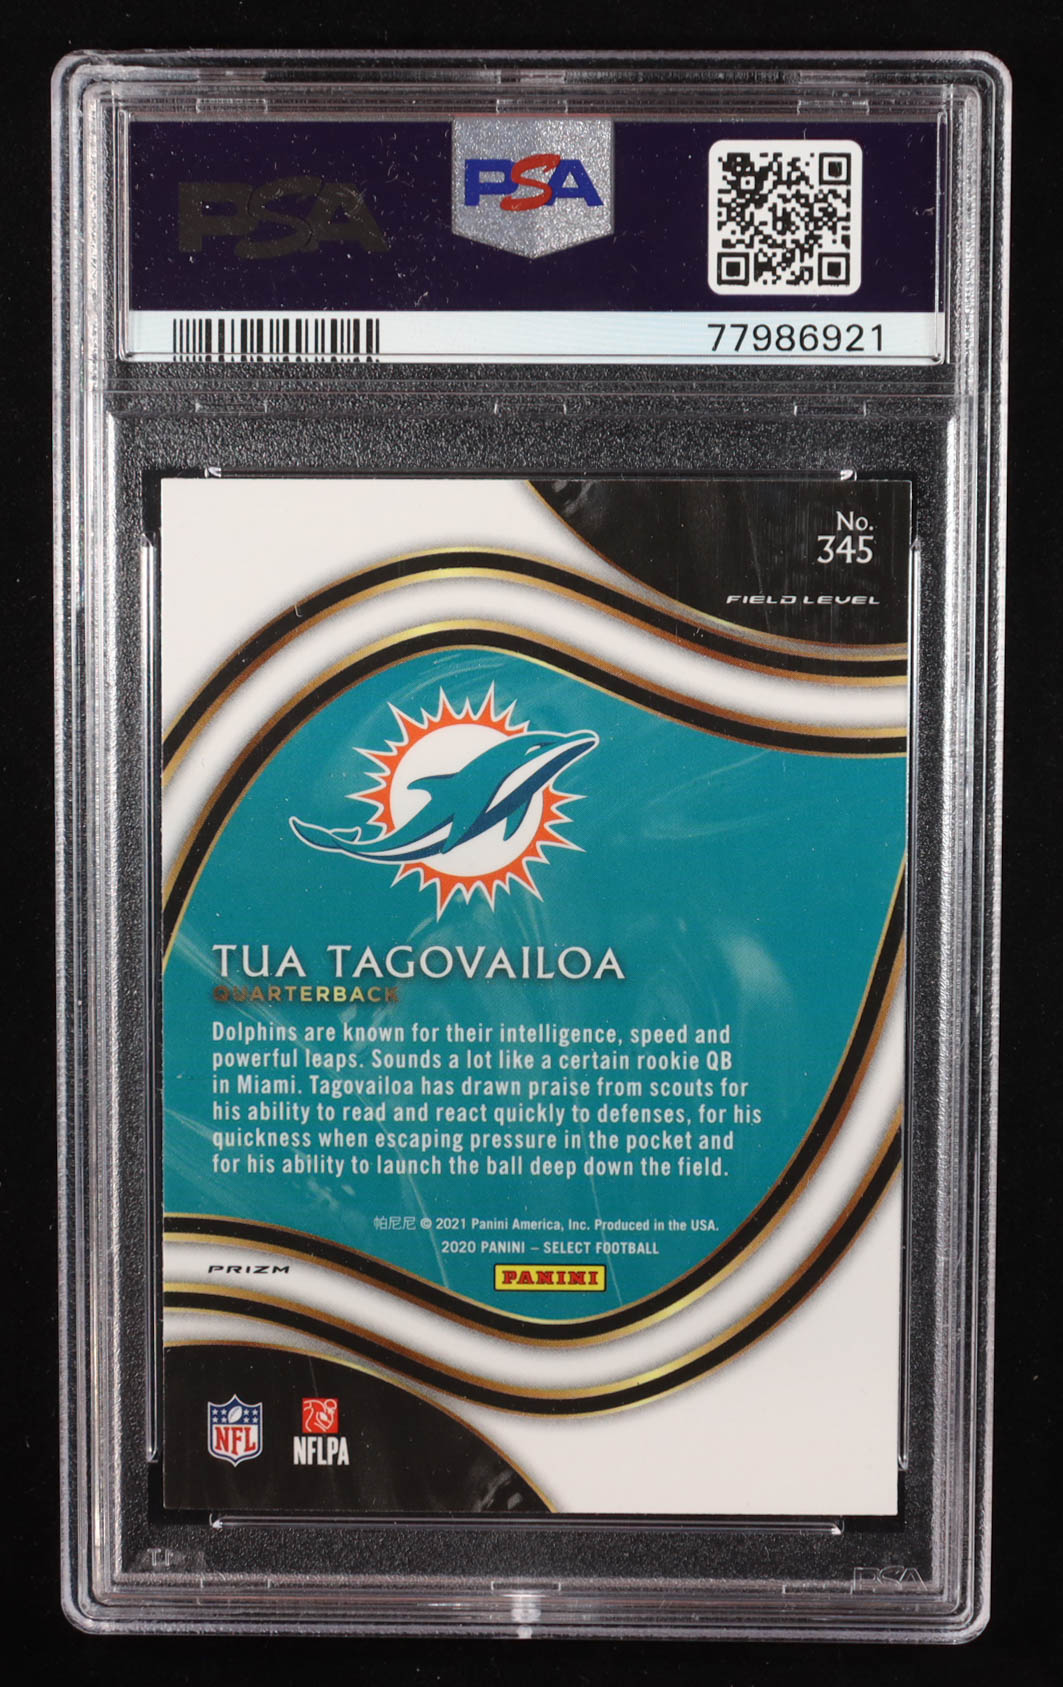 PSA
PSA
77986921
No.
345
FIELD LEVEL
TUA TAGOVAILOA
QUARTERBACK
Dolphins are known for their intelligence, speed and
powerful leaps. Sounds a lot like a certain rookie QB
in Miami. Tagovailoa has drawn praise from scouts for
his ability to read and react quickly to defenses, for his
quickness when escaping pressure in the pocket and
for his ability to launch the ball deep down the field.
帕尼尼 © 2021 Panini America, Inc. Produced in the USA.
2020 PANINI – SELECT FOOTBALL
PANINI
PRIZM
NFL
NFLPA
PSA